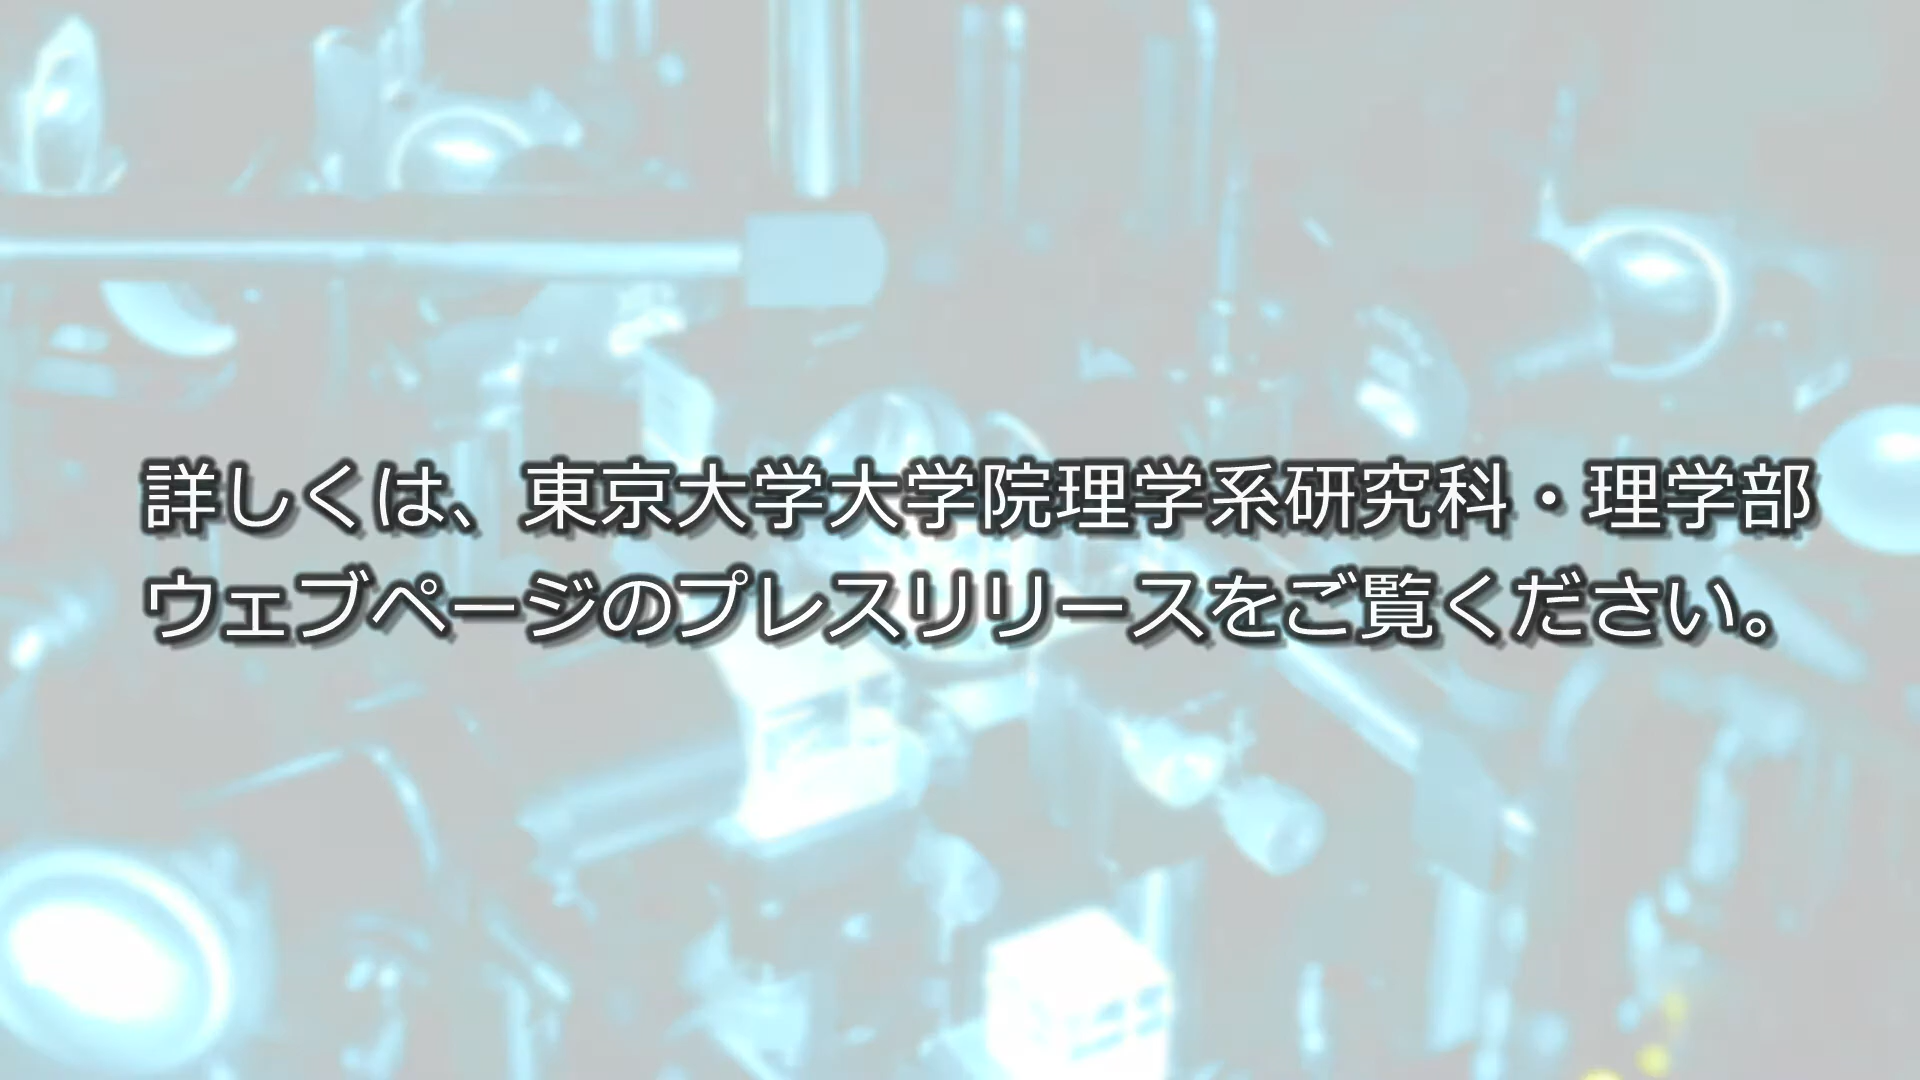 詳しくは、東京大学大学院理学系研究科・理学部
ウェブページのプレスリリースをご覧ください。